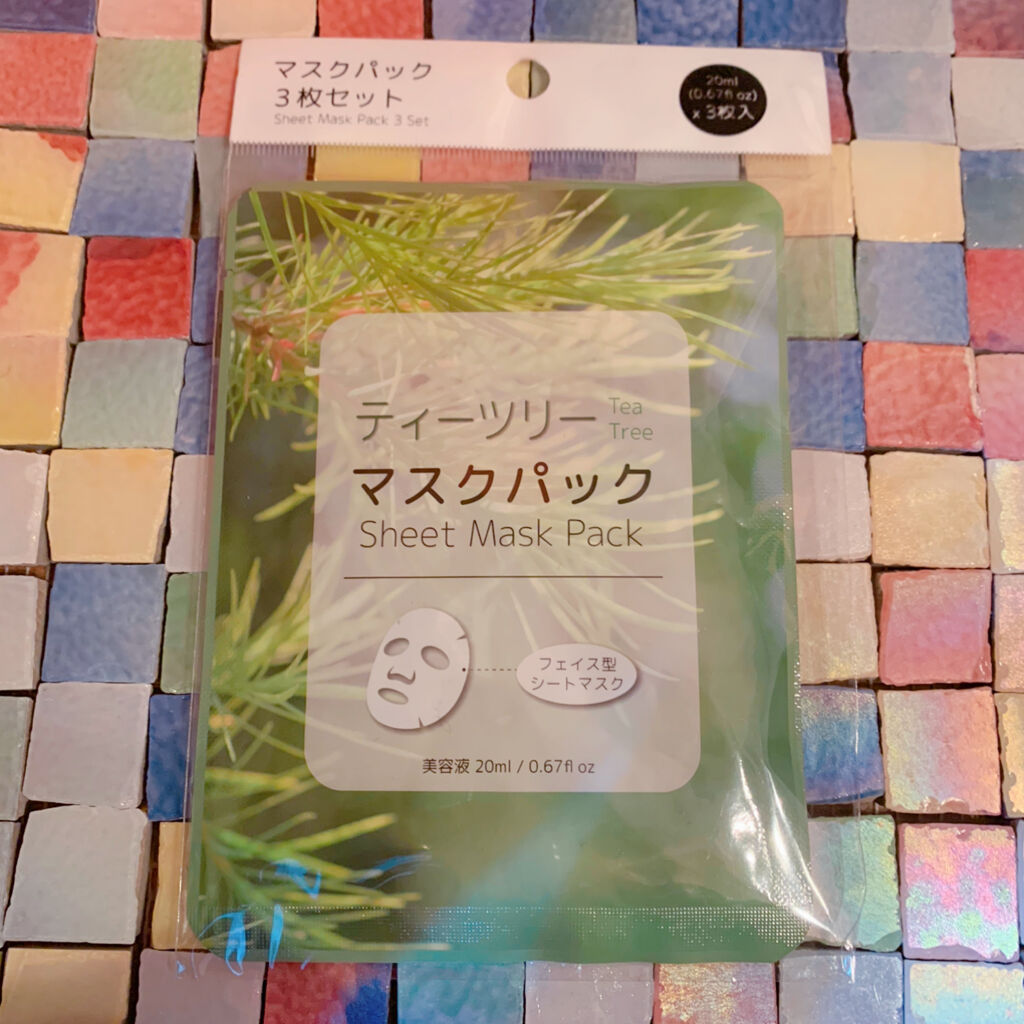 マスクパック
3枚セット
Sheet Mask Pack 3 Set
20ml
(0.67fl oz)
x 3枚入
ティーツリー Tea Tree
マスクパック
Sheet Mask Pack
フェイス型
シートマスク
美容液 20ml / 0.67fl oz